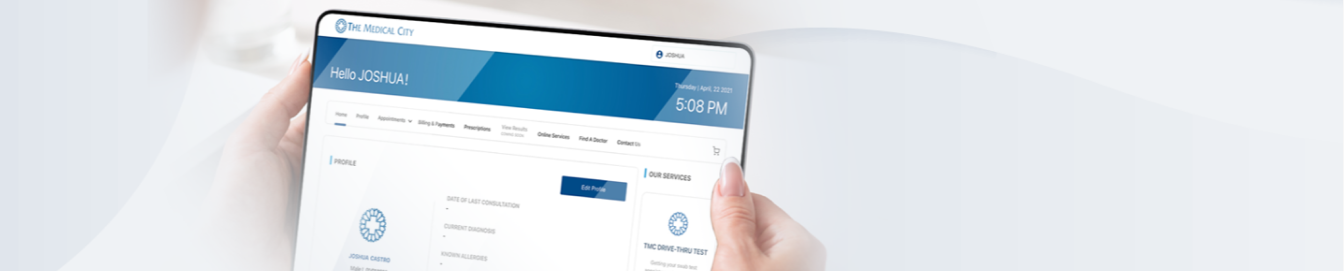 THE MEDICAL CITY
JOSHUA
Hello JOSHUA!
Thursday | April, 22 2021
5:08 PM
Home Profile Appointments Billing & Payments Prescriptions View Results Online Services Find A Doctor Contact Us
PROFILE
Edit Profile
OUR SERVICES
DATE OF LAST CONSULTATION
-
CURRENT DIAGNOSIS
-
KNOWN ALLERGIES
-
JOSHUA CASTRO
TMC DRIVE-THRU TEST